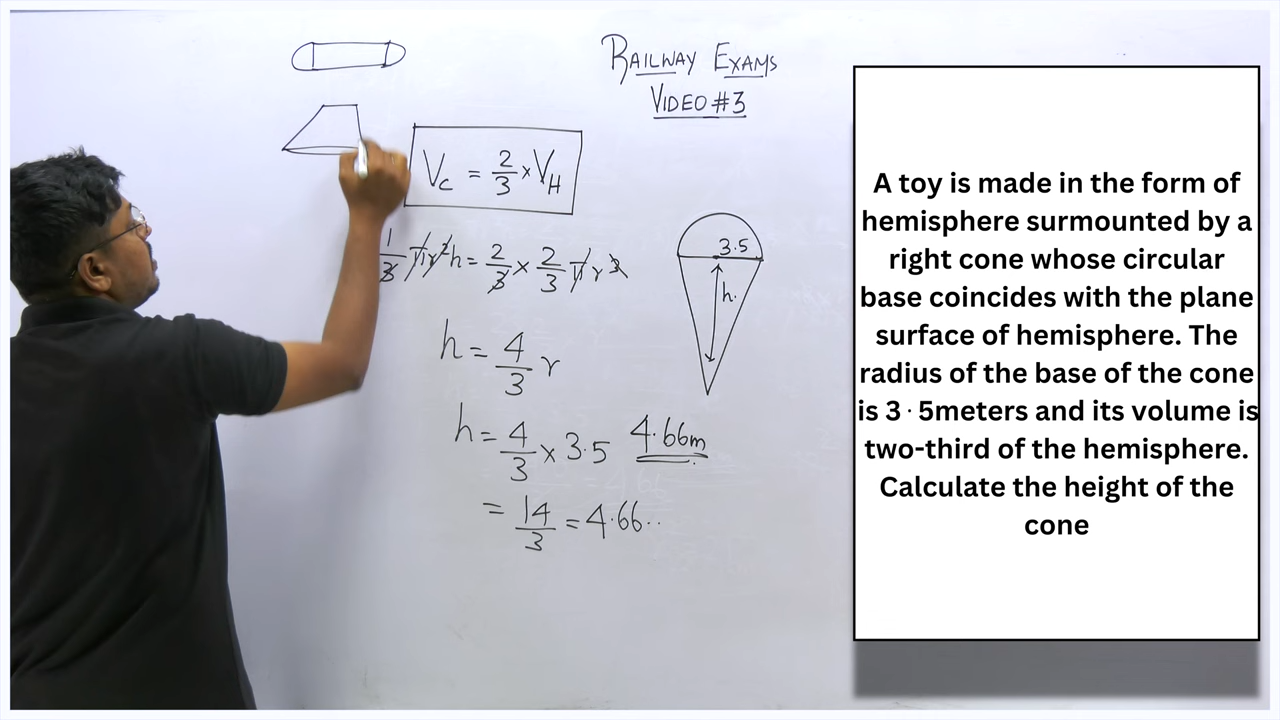 RAILWAY EXAMS
VIDEO #3
V_C = 2/3 × V_H
1/3 πr²h = 2/3 × 2/3 πr³
3.5
h.
h = 4/3 r
h = 4/3 × 3.5 4.66m
= 14/3 = 4.66..
A toy is made in the form of
hemisphere surmounted by a
right cone whose circular
base coincides with the plane
surface of hemisphere. The
radius of the base of the cone
is 3·5meters and its volume is
two-third of the hemisphere.
Calculate the height of the
cone